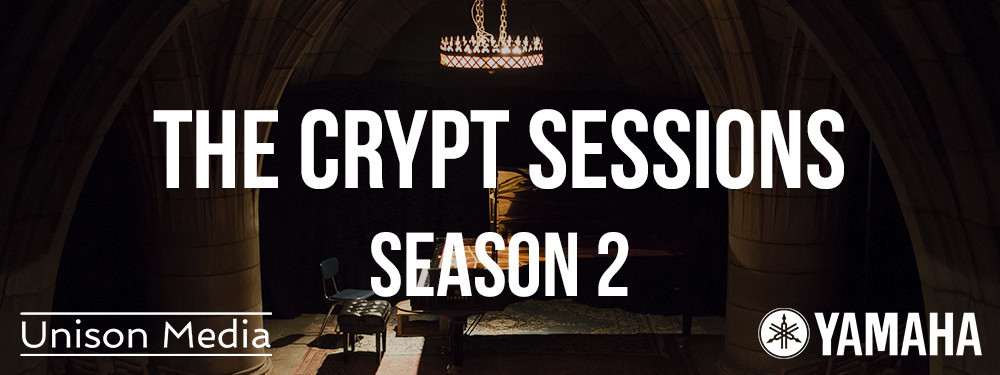 THE CRYPT SESSIONS
SEASON 2
Unison Media
YAMAHA